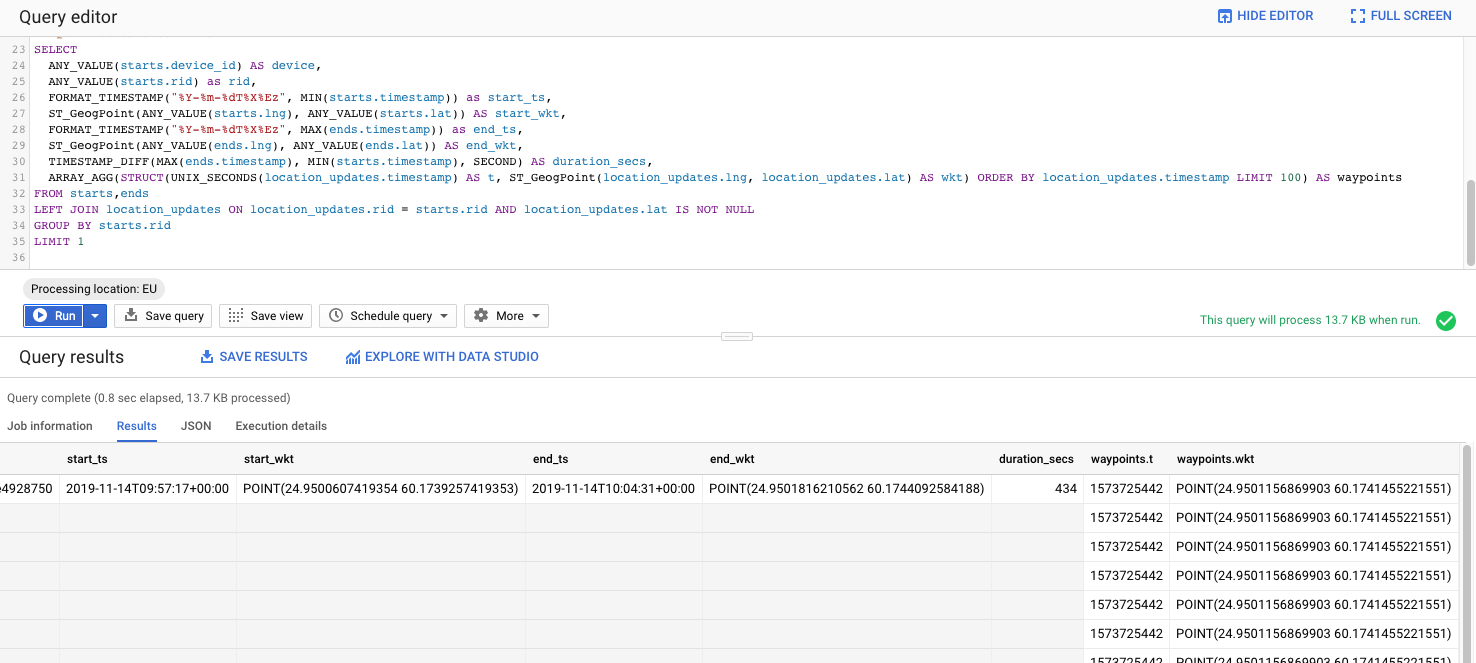 Query editor
HIDE EDITOR
FULL SCREEN
23 SELECT
24 ANY_VALUE(starts.device_id) AS device,
25 ANY_VALUE(starts.rid) as rid,
26 FORMAT_TIMESTAMP("%Y-%m-%dT%X%Ez", MIN(starts.timestamp)) as start_ts,
27 ST_GeogPoint(ANY_VALUE(starts.lng), ANY_VALUE(starts.lat)) AS start_wkt,
28 FORMAT_TIMESTAMP("%Y-%m-%dT%X%Ez", MAX(ends.timestamp)) as end_ts,
29 ST_GeogPoint(ANY_VALUE(ends.lng), ANY_VALUE(ends.lat)) AS end_wkt,
30 TIMESTAMP_DIFF(MAX(ends.timestamp), MIN(starts.timestamp), SECOND) AS duration_secs,
31 ARRAY_AGG(STRUCT(UNIX_SECONDS(location_updates.timestamp) AS t, ST_GeogPoint(location_updates.lng, location_updates.lat) AS wkt) ORDER BY location_updates.timestamp LIMIT 100) AS waypoints
32 FROM starts,ends
33 LEFT JOIN location_updates ON location_updates.rid = starts.rid AND location_updates.lat IS NOT NULL
34 GROUP BY starts.rid
35 LIMIT 1
36
Processing location: EU
Run Save query Save view Schedule query More
This query will process 13.7 KB when run.
Query results SAVE RESULTS EXPLORE WITH DATA STUDIO
Query complete (0.8 sec elapsed, 13.7 KB processed)
Job information Results JSON Execution details
start_ts start_wkt end_ts end_wkt duration_secs waypoints.t waypoints.wkt
4928750 2019-11-14T09:57:17+00:00 POINT(24.9500607419354 60.1739257419353) 2019-11-14T10:04:31+00:00 POINT(24.9501816210562 60.1744092584188) 434 1573725442 POINT(24.9501156869903 60.1741455221551)
1573725442 POINT(24.9501156869903 60.1741455221551)
1573725442 POINT(24.9501156869903 60.1741455221551)
1573725442 POINT(24.9501156869903 60.1741455221551)
1573725442 POINT(24.9501156869903 60.1741455221551)
1573725442 POINT(24.9501156869903 60.1741455221551)
1573725442 POINT(24.9501156869903 60.1741455221551)